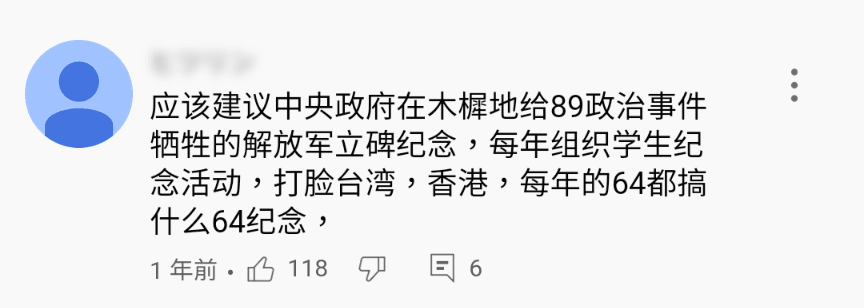 应该建议中央政府在木樨地给89政治事件
牺牲的解放军立碑纪念，每年组织学生纪
念活动，打脸台湾，香港，每年的64都搞
什么64纪念，
1 年前 • 118 6